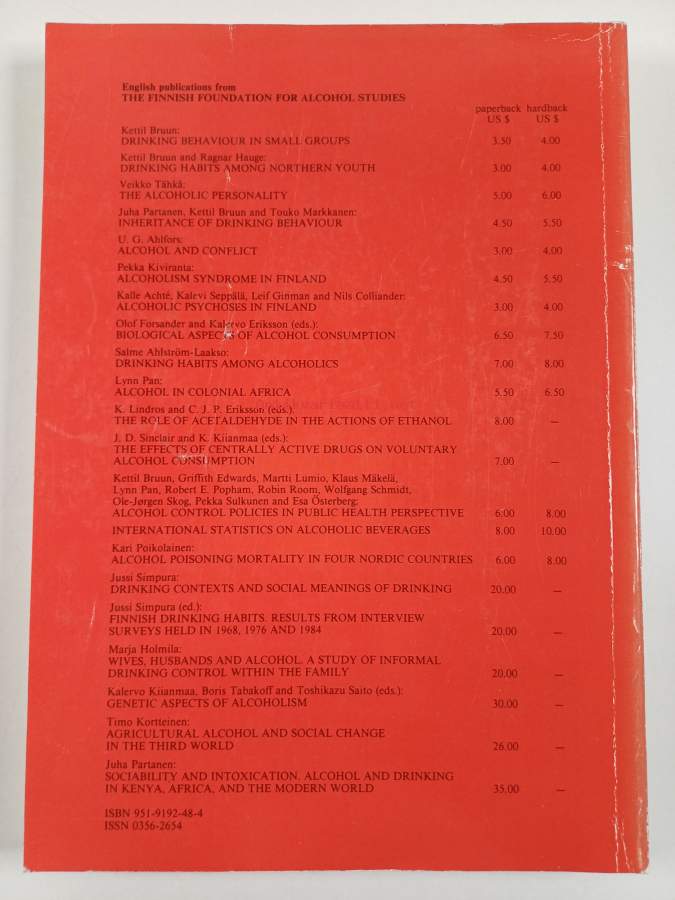 English publications from
THE FINNISH FOUNDATION FOR ALCOHOL STUDIES
paperback hardback
US $ US $
Kettil Bruun:
DRINKING BEHAVIOUR IN SMALL GROUPS 3.50 4.00
Kettil Bruun and Ragnar Hauge:
DRINKING HABITS AMONG NORTHERN YOUTH 3.00 4.00
Veikko Tähkä:
THE ALCOHOLIC PERSONALITY 5.00 6.00
Juha Partanen, Kettil Bruun and Touko Markkanen:
INHERITANCE OF DRINKING BEHAVIOUR 4.50 5.50
U. G. Ahlfors:
ALCOHOL AND CONFLICT 3.00 4.00
Pekka Kiviranta:
ALCOHOLISM SYNDROME IN FINLAND 4.50 5.50
Kalle Achté, Kalevi Seppälä, Leif Ginman and Nils Colliander:
ALCOHOLIC PSYCHOSES IN FINLAND 3.00 4.00
Olof Forsander and Kalervo Eriksson (eds.):
BIOLOGICAL ASPECTS OF ALCOHOL CONSUMPTION 6.50 7.50
Salme Ahlström-Laakso:
DRINKING HABITS AMONG ALCOHOLICS 7.00 8.00
Lynn Pan:
ALCOHOL IN COLONIAL AFRICA 5.50 6.50
K. Lindros and C. J. P. Eriksson (eds.):
THE ROLE OF ACETALDEHYDE IN THE ACTIONS OF ETHANOL 8.00 –
J. D. Sinclair and K. Kiianmaa (eds.):
THE EFFECTS OF CENTRALLY ACTIVE DRUGS ON VOLUNTARY
ALCOHOL CONSUMPTION 7.00 –
Kettil Bruun, Griffith Edwards, Martti Lumio, Klaus Mäkelä,
Lynn Pan, Robert E. Popham, Robin Room, Wolfgang Schmidt,
Ole-Jørgen Skog, Pekka Sulkunen and Esa Österberg:
ALCOHOL CONTROL POLICIES IN PUBLIC HEALTH PERSPECTIVE 6.00 8.00
INTERNATIONAL STATISTICS ON ALCOHOLIC BEVERAGES 8.00 10.00
Kari Poikolainen:
ALCOHOL POISONING MORTALITY IN FOUR NORDIC COUNTRIES 6.00 8.00
Jussi Simpura:
DRINKING CONTEXTS AND SOCIAL MEANINGS OF DRINKING 20.00 –
Jussi Simpura (ed.):
FINNISH DRINKING HABITS. RESULTS FROM INTERVIEW
SURVEYS HELD IN 1968, 1976 AND 1984 20.00 –
Marja Holmila:
WIVES, HUSBANDS AND ALCOHOL. A STUDY OF INFORMAL
DRINKING CONTROL WITHIN THE FAMILY 20.00 –
Kalervo Kiianmaa, Boris Tabakoff and Toshikazu Saito (eds.):
GENETIC ASPECTS OF ALCOHOLISM 30.00 –
Timo Kortteinen:
AGRICULTURAL ALCOHOL AND SOCIAL CHANGE
IN THE THIRD WORLD 26.00 –
Juha Partanen:
SOCIABILITY AND INTOXICATION. ALCOHOL AND DRINKING
IN KENYA, AFRICA, AND THE MODERN WORLD 35.00 –
ISBN 951-9192-48-4
ISSN 0356-2654